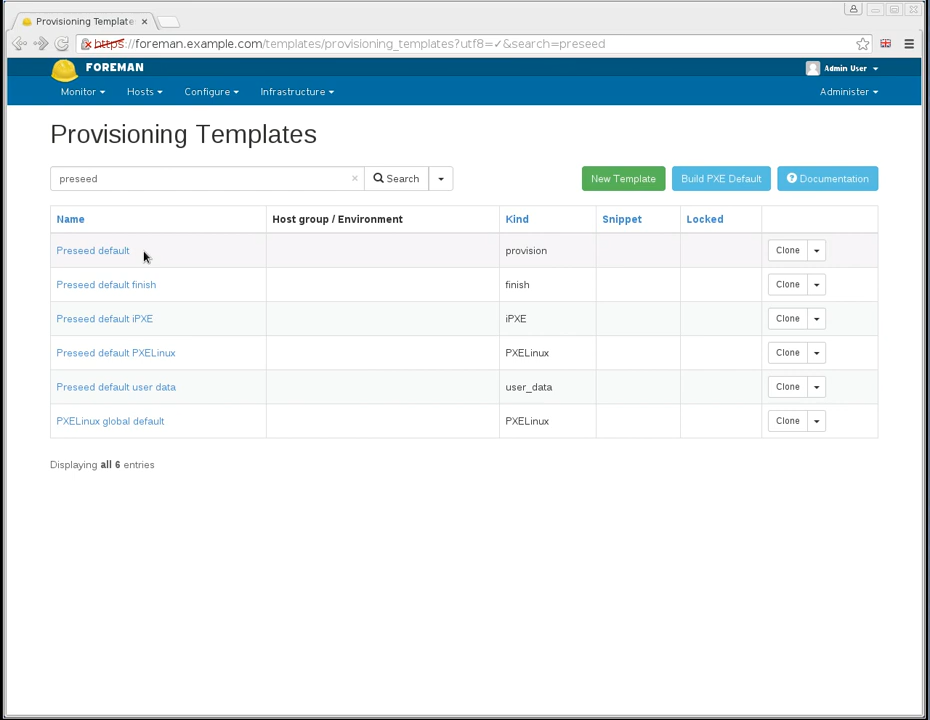 Provisioning Template
https://foreman.example.com/templates/provisioning_templates?utf8=✓&search=preseed
FOREMAN
Admin User
Monitor Hosts Configure Infrastructure Administer
Provisioning Templates
preseed × Search New Template Build PXE Default Documentation
Name Host group / Environment Kind Snippet Locked
Preseed default provision Clone
Preseed default finish finish Clone
Preseed default iPXE iPXE Clone
Preseed default PXELinux PXELinux Clone
Preseed default user data user_data Clone
PXELinux global default PXELinux Clone
Displaying all 6 entries